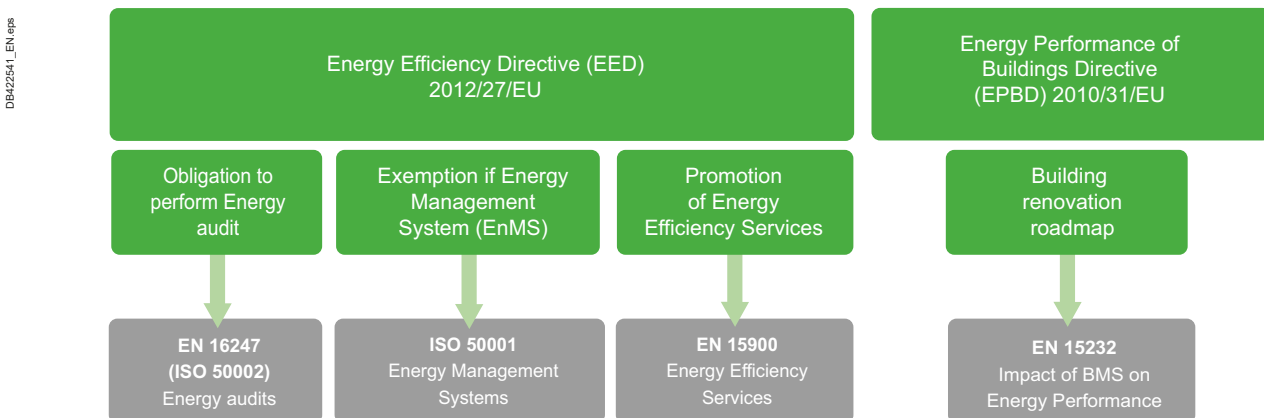 DB422541_EN.eps
Energy Efficiency Directive (EED)
2012/27/EU
Energy Performance of
Buildings Directive
(EPBD) 2010/31/EU
Obligation to
perform Energy
audit
Exemption if Energy
Management
System (EnMS)
Promotion
of Energy
Efficiency Services
Building
renovation
roadmap
EN 16247
(ISO 50002)
Energy audits
ISO 50001
Energy Management
Systems
EN 15900
Energy Efficiency
Services
EN 15232
Impact of BMS on
Energy Performance